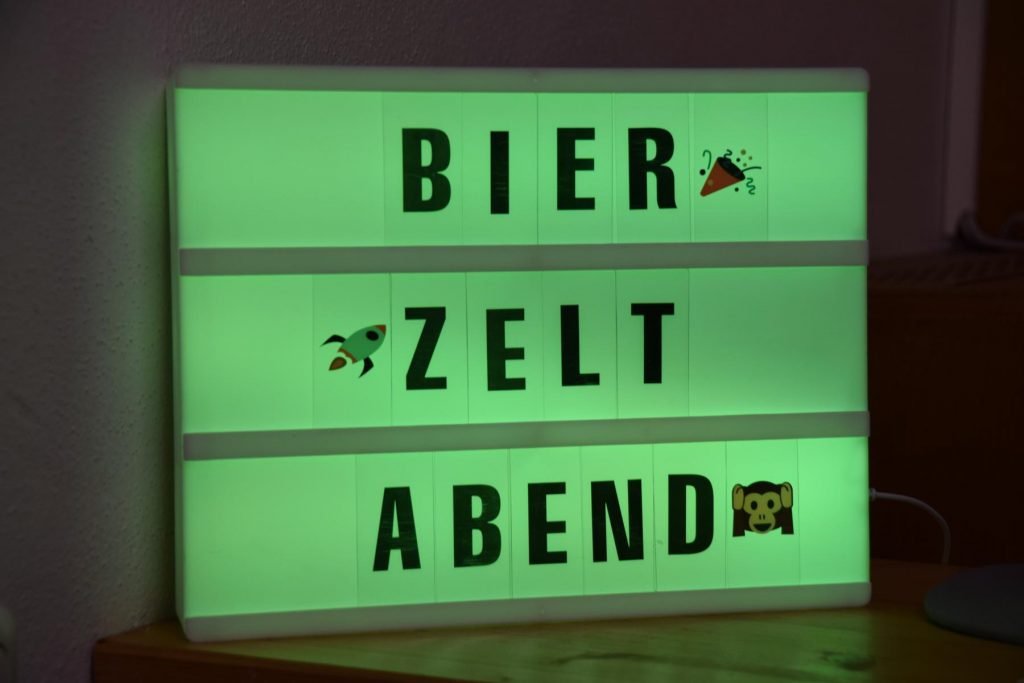 BIER
ZELT
ABEND